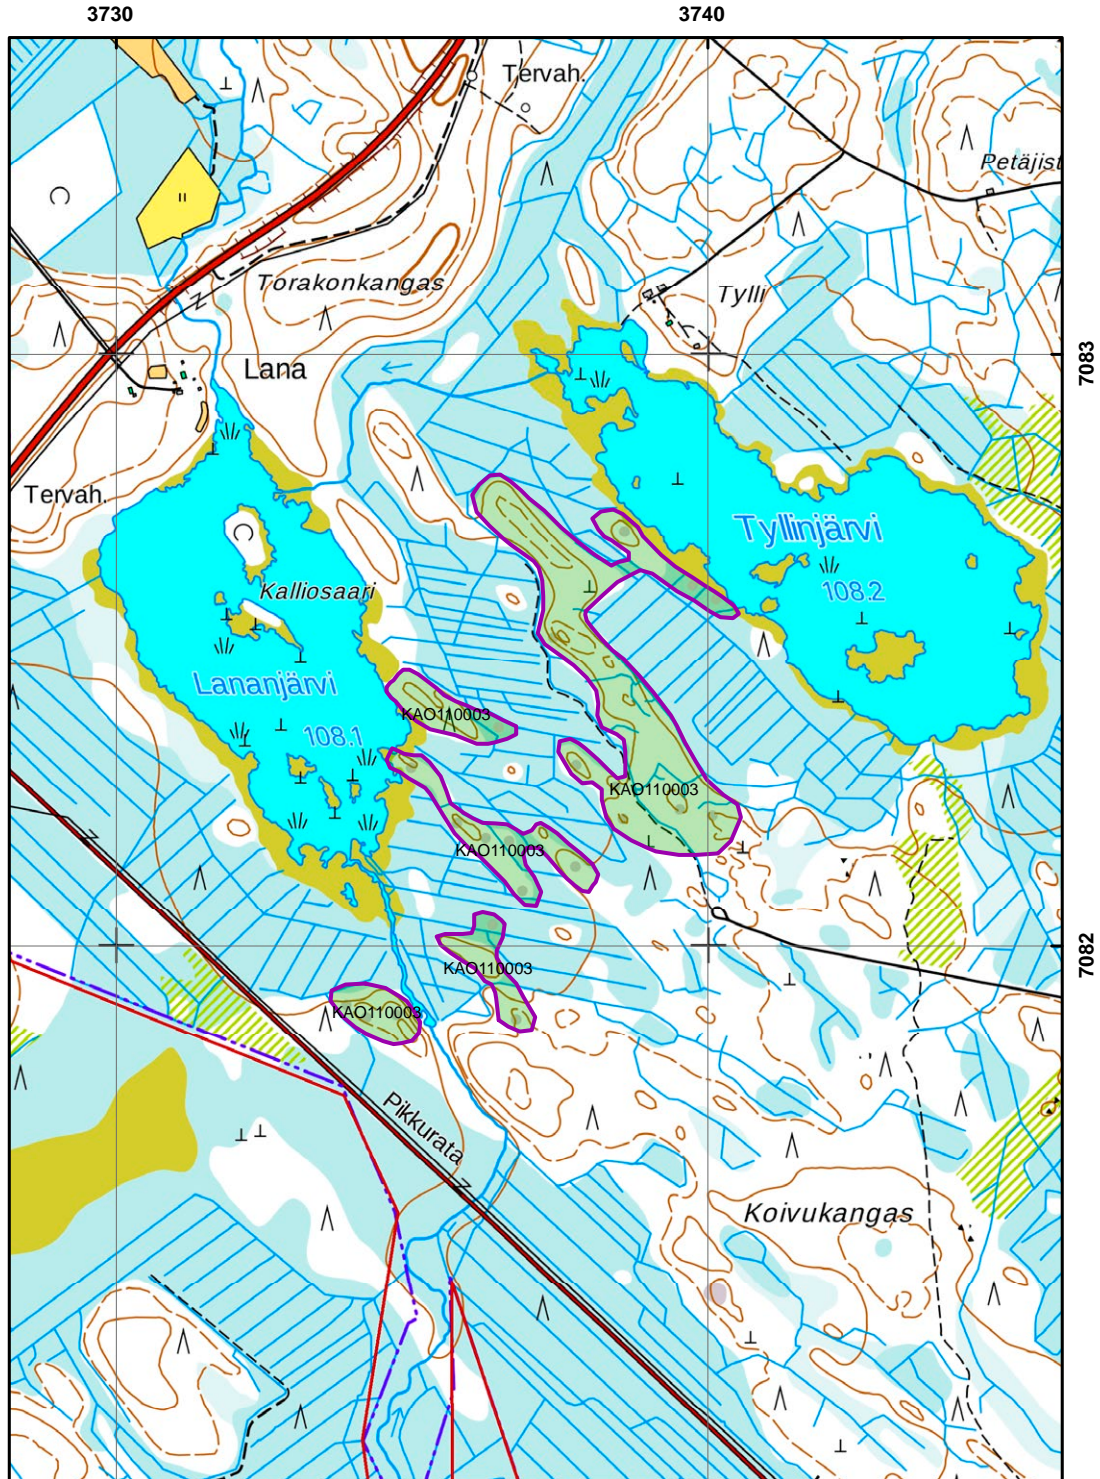 3730
3740
Tervah.
Petäjist
Torakonkangas
Tylli
7083
Lana
Tervah.
Tyllinjärvi
108.2
Kalliosaari
Lananjärvi
108.1
KAO110003
KAO110003
KAO110003
7082
KAO110003
KAO110003
Pikkurata
Koivukangas